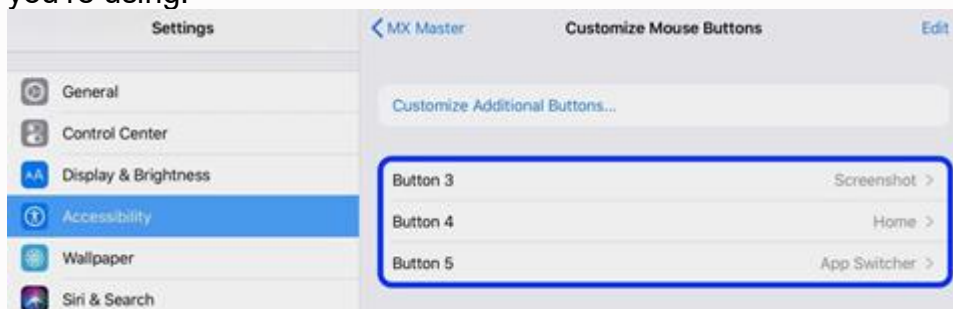 you're using.
Settings
General
Control Center
Display & Brightness
Accessibility
Wallpaper
Siri & Search
MX Master Customize Mouse Buttons Edit
Customize Additional Buttons...
Button 3 Screenshot >
Button 4 Home >
Button 5 App Switcher >